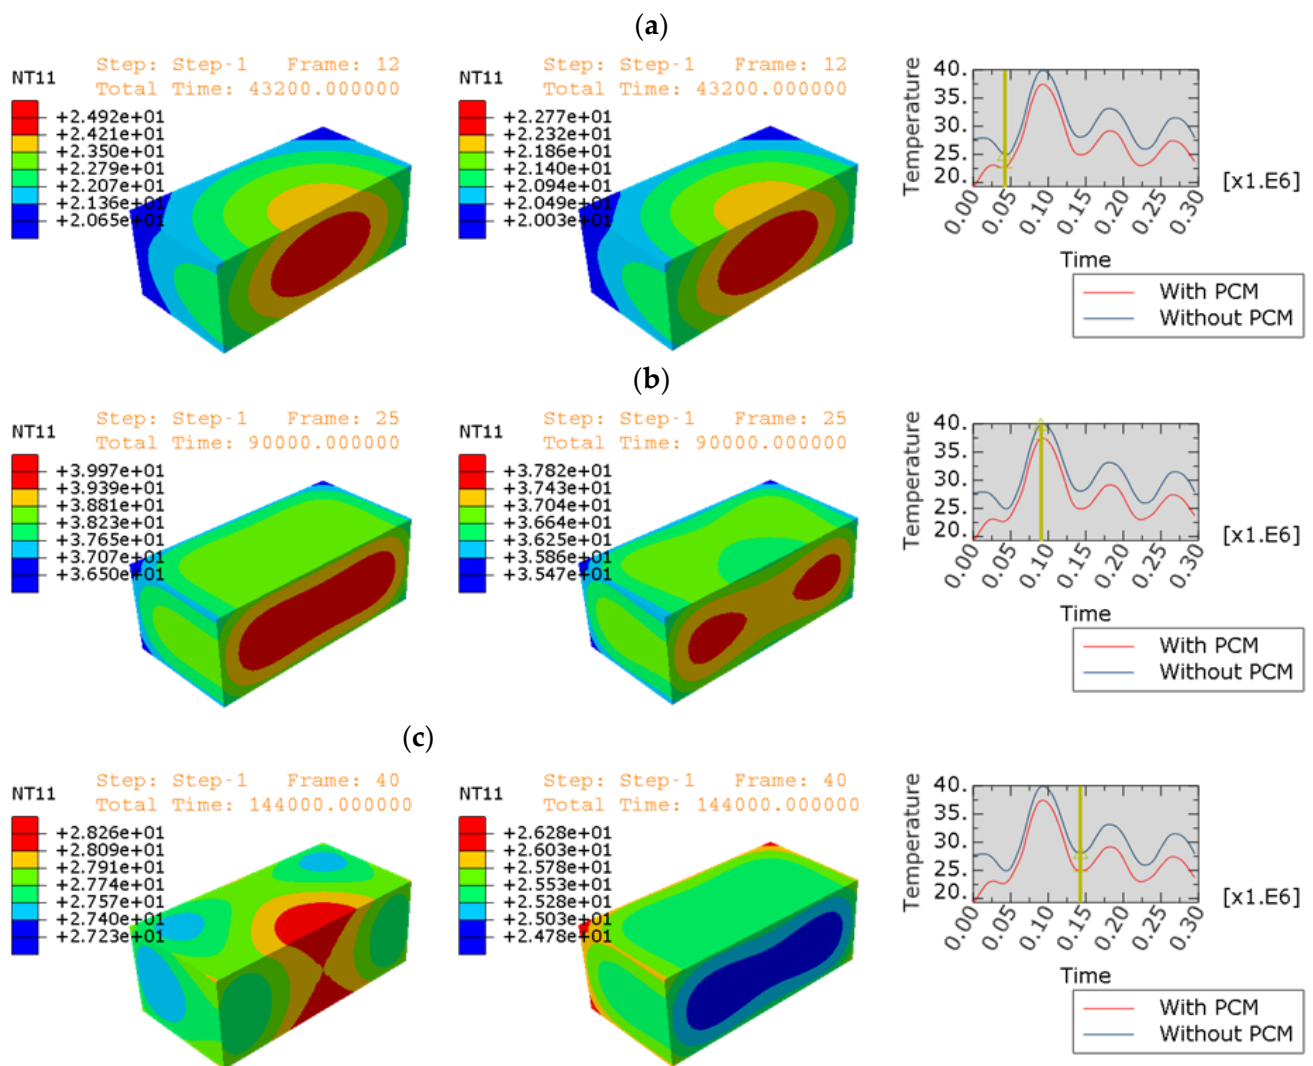 (a)
Step: Step-1 Frame: 12
Total Time: 43200.000000
NT11
+2.492e+01
+2.421e+01
+2.350e+01
+2.279e+01
+2.207e+01
+2.136e+01
+2.065e+01
Step: Step-1 Frame: 12
Total Time: 43200.000000
NT11
+2.277e+01
+2.232e+01
+2.186e+01
+2.140e+01
+2.094e+01
+2.049e+01
+2.003e+01
Temperature
40.
35.
30.
25.
20.
0.00 0.05 0.10 0.15 0.20 0.25 0.30
[x1.E6]
Time
With PCM
Without PCM
(b)
Step: Step-1 Frame: 25
Total Time: 90000.000000
NT11
+3.997e+01
+3.939e+01
+3.881e+01
+3.823e+01
+3.765e+01
+3.707e+01
+3.650e+01
Step: Step-1 Frame: 25
Total Time: 90000.000000
NT11
+3.782e+01
+3.743e+01
+3.704e+01
+3.664e+01
+3.625e+01
+3.586e+01
+3.547e+01
Temperature
40.
35.
30.
25.
20.
0.00 0.05 0.10 0.15 0.20 0.25 0.30
[x1.E6]
Time
With PCM
Without PCM
(c)
Step: Step-1 Frame: 40
Total Time: 144000.000000
NT11
+2.826e+01
+2.809e+01
+2.791e+01
+2.774e+01
+2.757e+01
+2.740e+01
+2.723e+01
Step: Step-1 Frame: 40
Total Time: 144000.000000
NT11
+2.628e+01
+2.603e+01
+2.578e+01
+2.553e+01
+2.528e+01
+2.503e+01
+2.478e+01
Temperature
40.
35.
30.
25.
20.
0.00 0.05 0.10 0.15 0.20 0.25 0.30
[x1.E6]
Time
With PCM
Without PCM